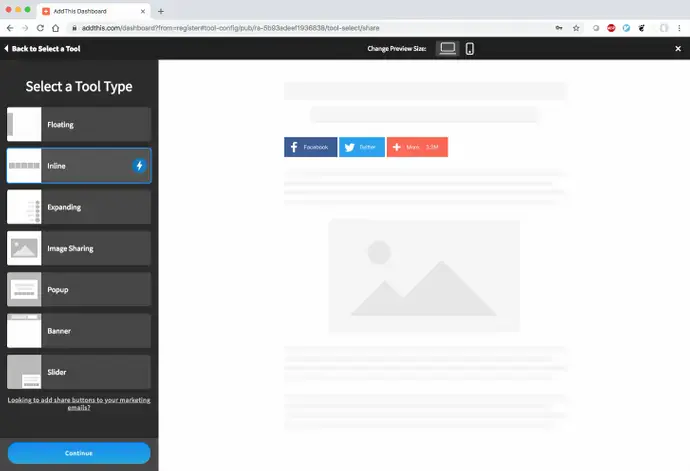 AddThis Dashboard
addthis.com/dashboard?from=register#tool-config/pub/ra-5b93edeef1936838/tool-select/share
Back to Select a Tool
Change Preview Size:
Select a Tool Type
Floating
Inline
Expanding
Image Sharing
Popup
Banner
Slider
Looking to add share buttons to your marketing
emails?
Continue
Facebook
Twitter
More 2.3M